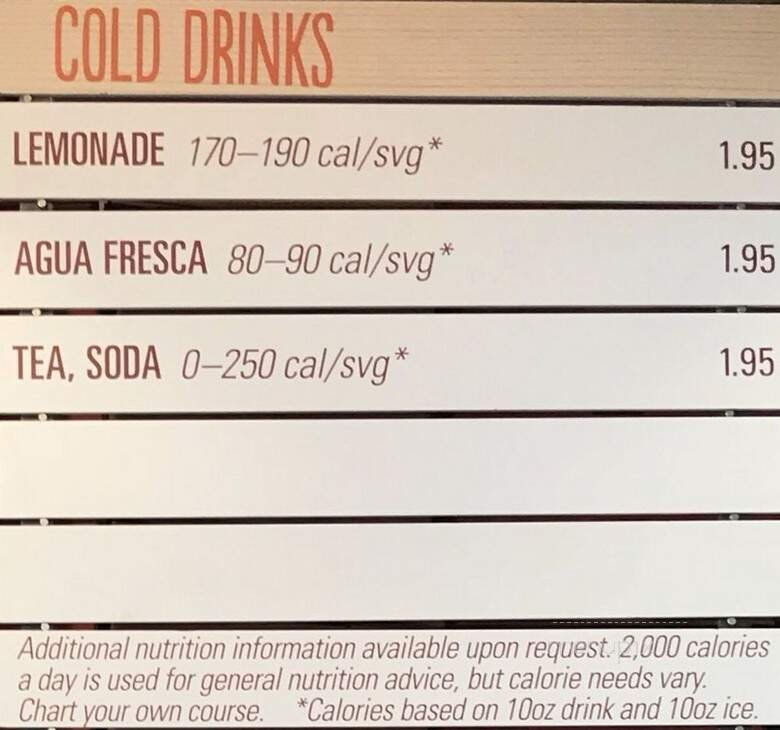 COLD DRINKS
LEMONADE 170–190 cal/svg* 1.95
AGUA FRESCA 80–90 cal/svg* 1.95
TEA, SODA 0–250 cal/svg* 1.95
Additional nutrition information available upon request. 2,000 calories
a day is used for general nutrition advice, but calorie needs vary.
Chart your own course. *Calories based on 10oz drink and 10oz ice.